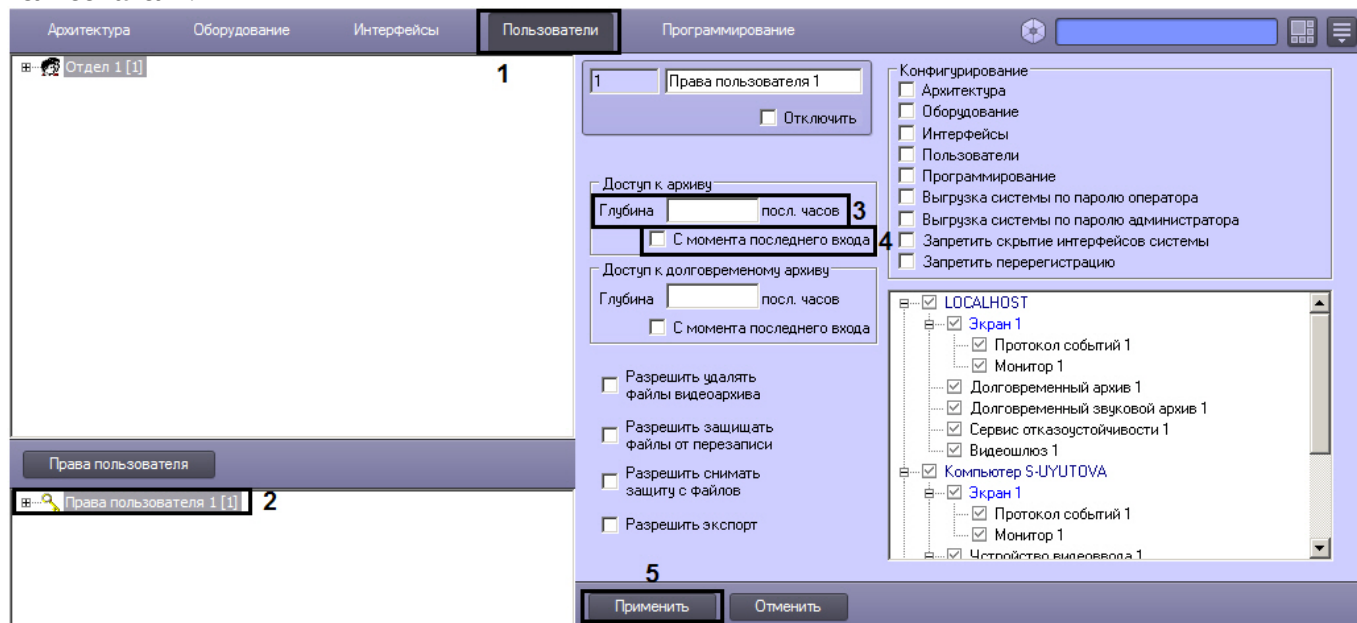 Архитектура Оборудование Интерфейсы Пользователи Программирование
1
Отдел 1 [1]
1 Права пользователя 1
Отключить
Доступ к архиву
Глубина посл. часов 3
С момента последнего входа 4
Доступ к долговременому архиву
Глубина посл. часов
С момента последнего входа
Разрешить удалять
файлы видеоархива
Разрешить защищать
файлы от перезаписи
Разрешить снимать
защиту с файлов
Разрешить экспорт
Конфигурирование
Архитектура
Оборудование
Интерфейсы
Пользователи
Программирование
Выгрузка системы по паролю оператора
Выгрузка системы по паролю администратора
Запретить скрытие интерфейсов системы
Запретить перерегистрацию
LOCALHOST
Экран 1
Протокол событий 1
Монитор 1
Долговременный архив 1
Долговременный звуковой архив 1
Сервис отказоустойчивости 1
Видеошлюз 1
Компьютер S-UYUTOVA
Экран 1
Протокол событий 1
Монитор 1
Устройство видеоввода 1
Права пользователя
Права пользователя 1 [1] 2
5
Применить Отменить